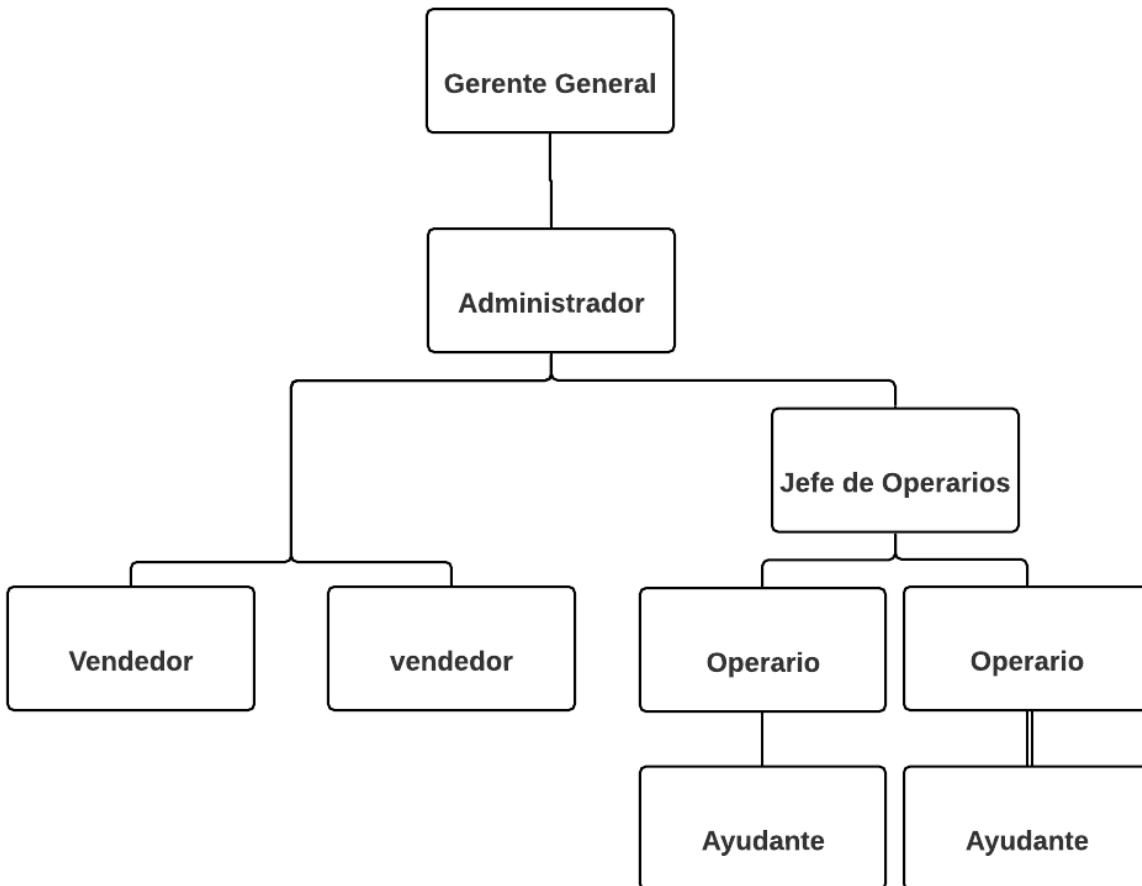 Gerente General
Administrador
Jefe de Operarios
Vendedor
vendedor
Operario
Operario
Ayudante
Ayudante